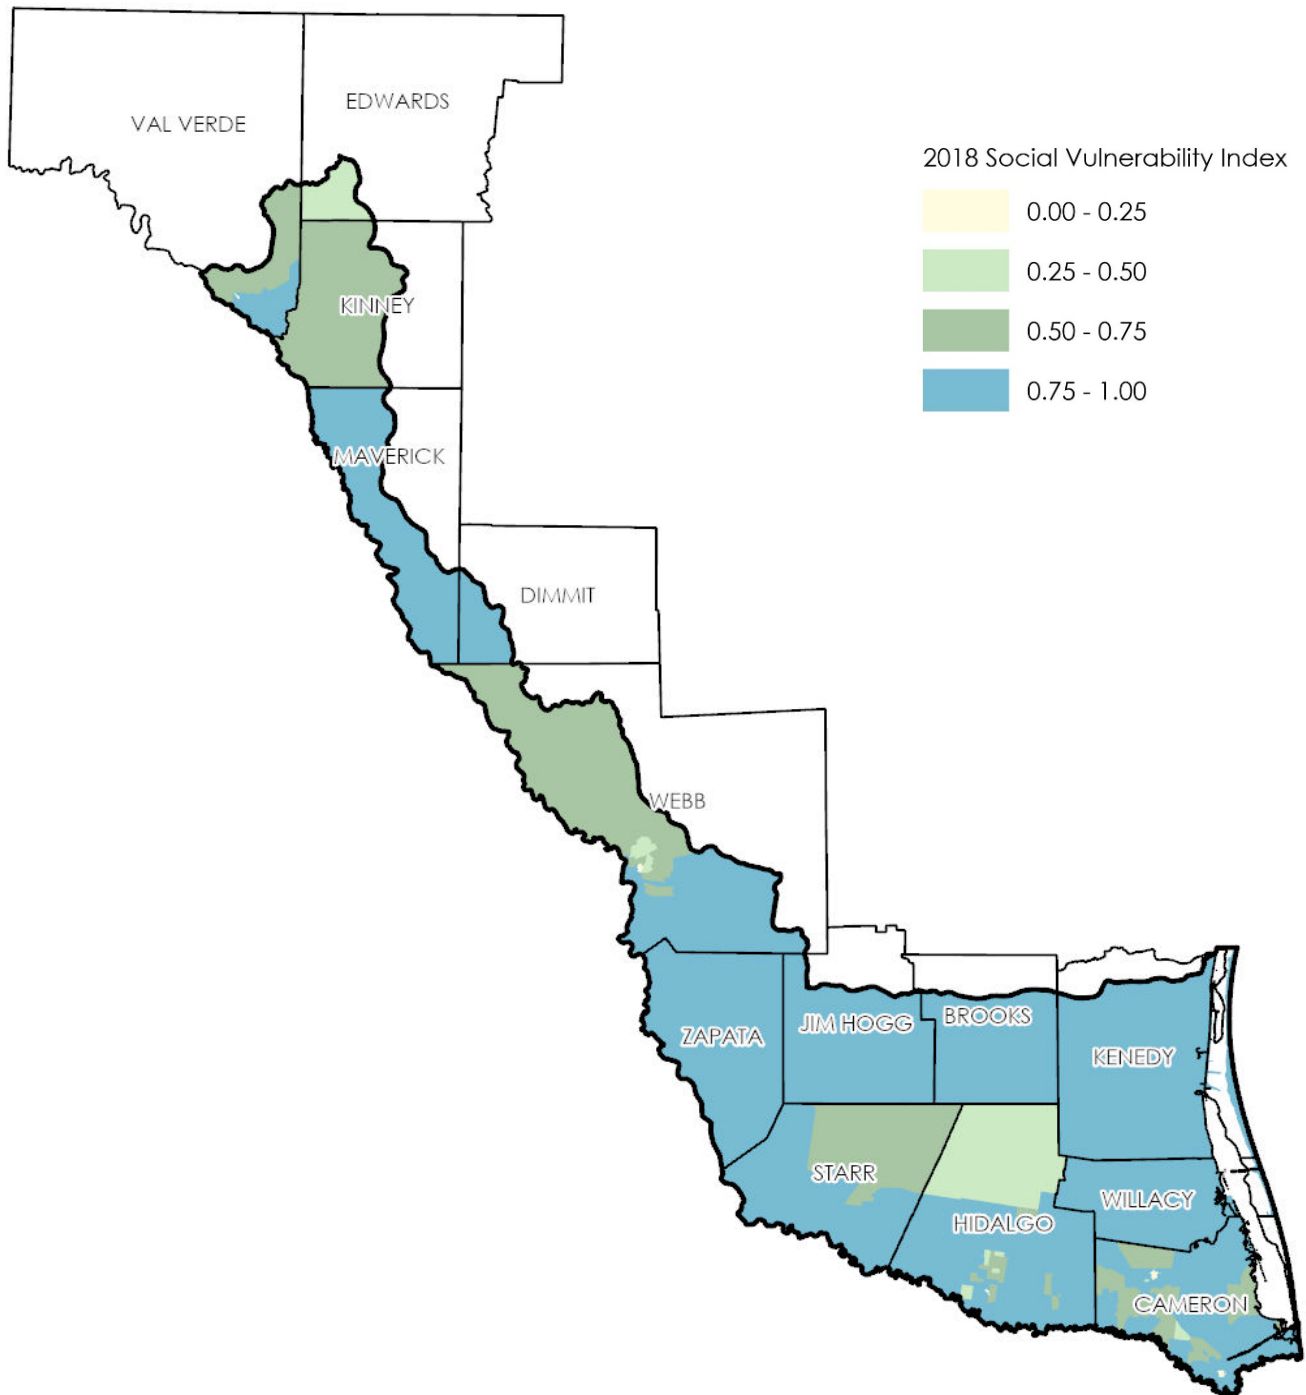 EDWARDS
VAL VERDE
2018 Social Vulnerability Index
0.00 - 0.25
0.25 - 0.50
KINNEY
0.50 - 0.75
0.75 - 1.00
MAVERICK
DIMMIT
WEBB
JIM HOGG
BROOKS
ZAPATA
KENEDY
STARR
WILLACY
HIDALGO
CAMERON